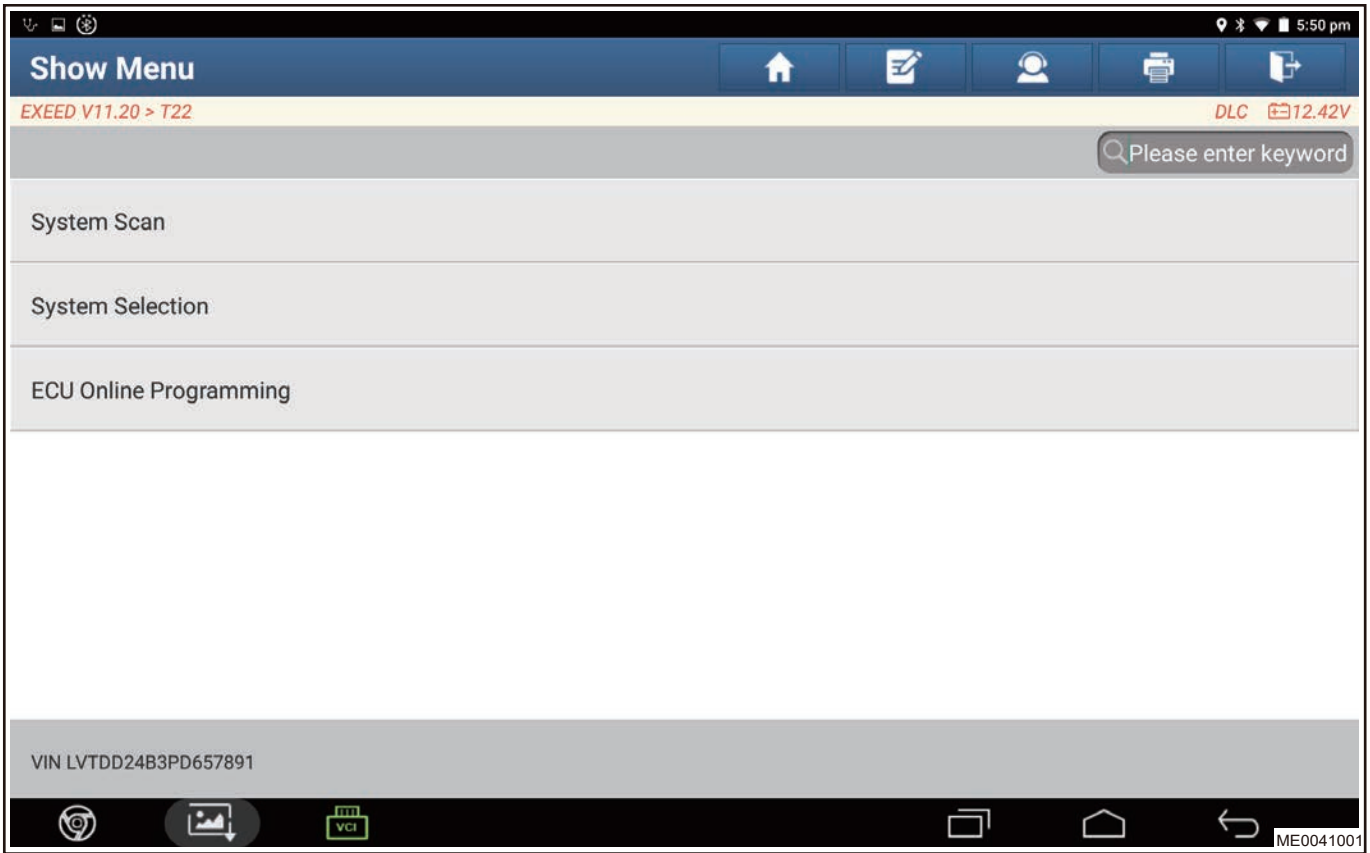 5:50 pm
Show Menu
EXEED V11.20 > T22
DLC 12.42V
Please enter keyword
System Scan
System Selection
ECU Online Programming
VIN LVTDD24B3PD657891
VCI
ME0041001